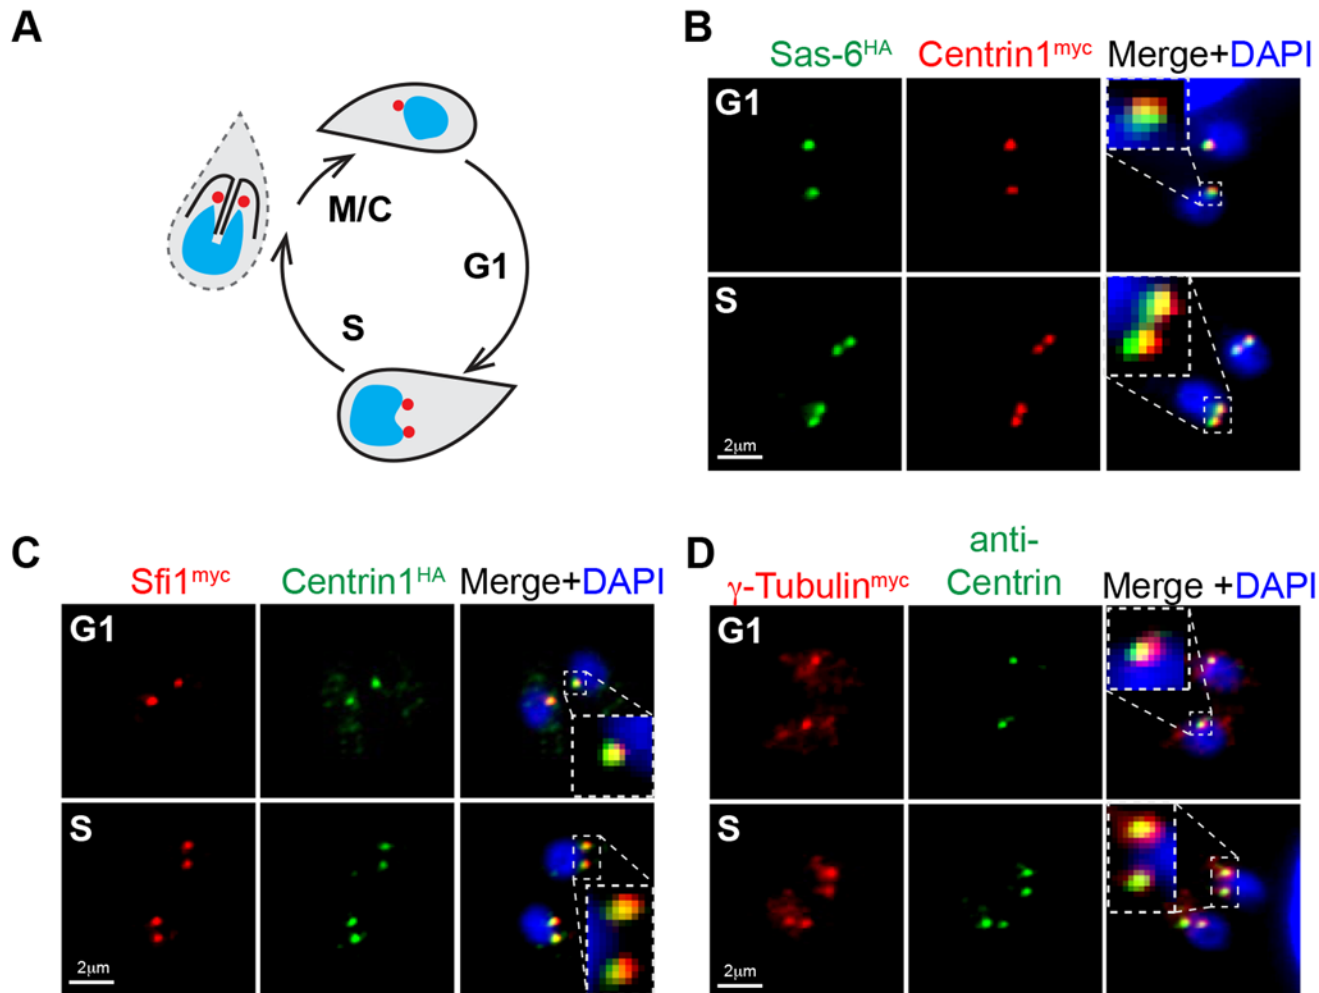 A
M/C
G1
S
B
Sas-6HA Centrin1myc Merge+DAPI
G1
S
2μm
C
Sfi1myc Centrin1HA Merge+DAPI
G1
S
2μm
D
anti-
γ-Tubulinmyc Centrin Merge +DAPI
G1
S
2μm